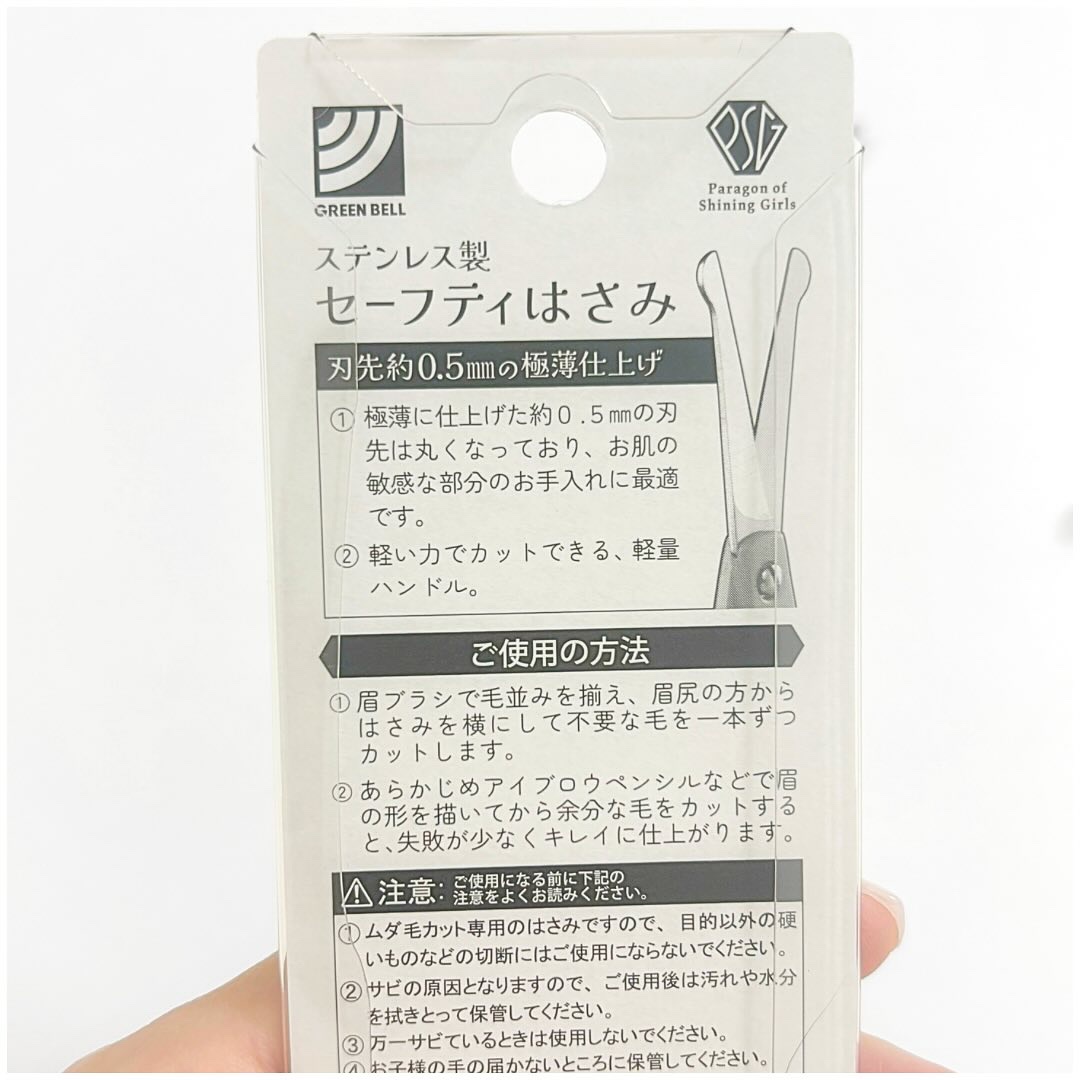 GREEN BELL
PSG
Paragon of
Shining Girls
ステンレス製
セーフティはさみ
刃先約0.5㎜の極薄仕上げ
① 極薄に仕上げた約０.５㎜の刃
先は丸くなっており、お肌の
敏感な部分のお手入れに最適
です。
② 軽い力でカットできる、軽量
ハンドル。
ご使用の方法
① 眉ブラシで毛並みを揃え、眉尻の方から
はさみを横にして不要な毛を一本ずつ
カットします。
② あらかじめアイブロウペンシルなどで眉
の形を描いてから余分な毛をカットする
と、失敗が少なくキレイに仕上がります。
注意: ご使用になる前に下記の
注意をよくお読みください。
① ムダ毛カット専用のはさみですので、目的以外の硬
いものなどの切断にはご使用にならないでください。
② サビの原因となりますので、ご使用後は汚れや水分
を拭きとって保管してください。
③ 万一サビているときは使用しないでください。
④ お子様の手の届かないところに保管してください。